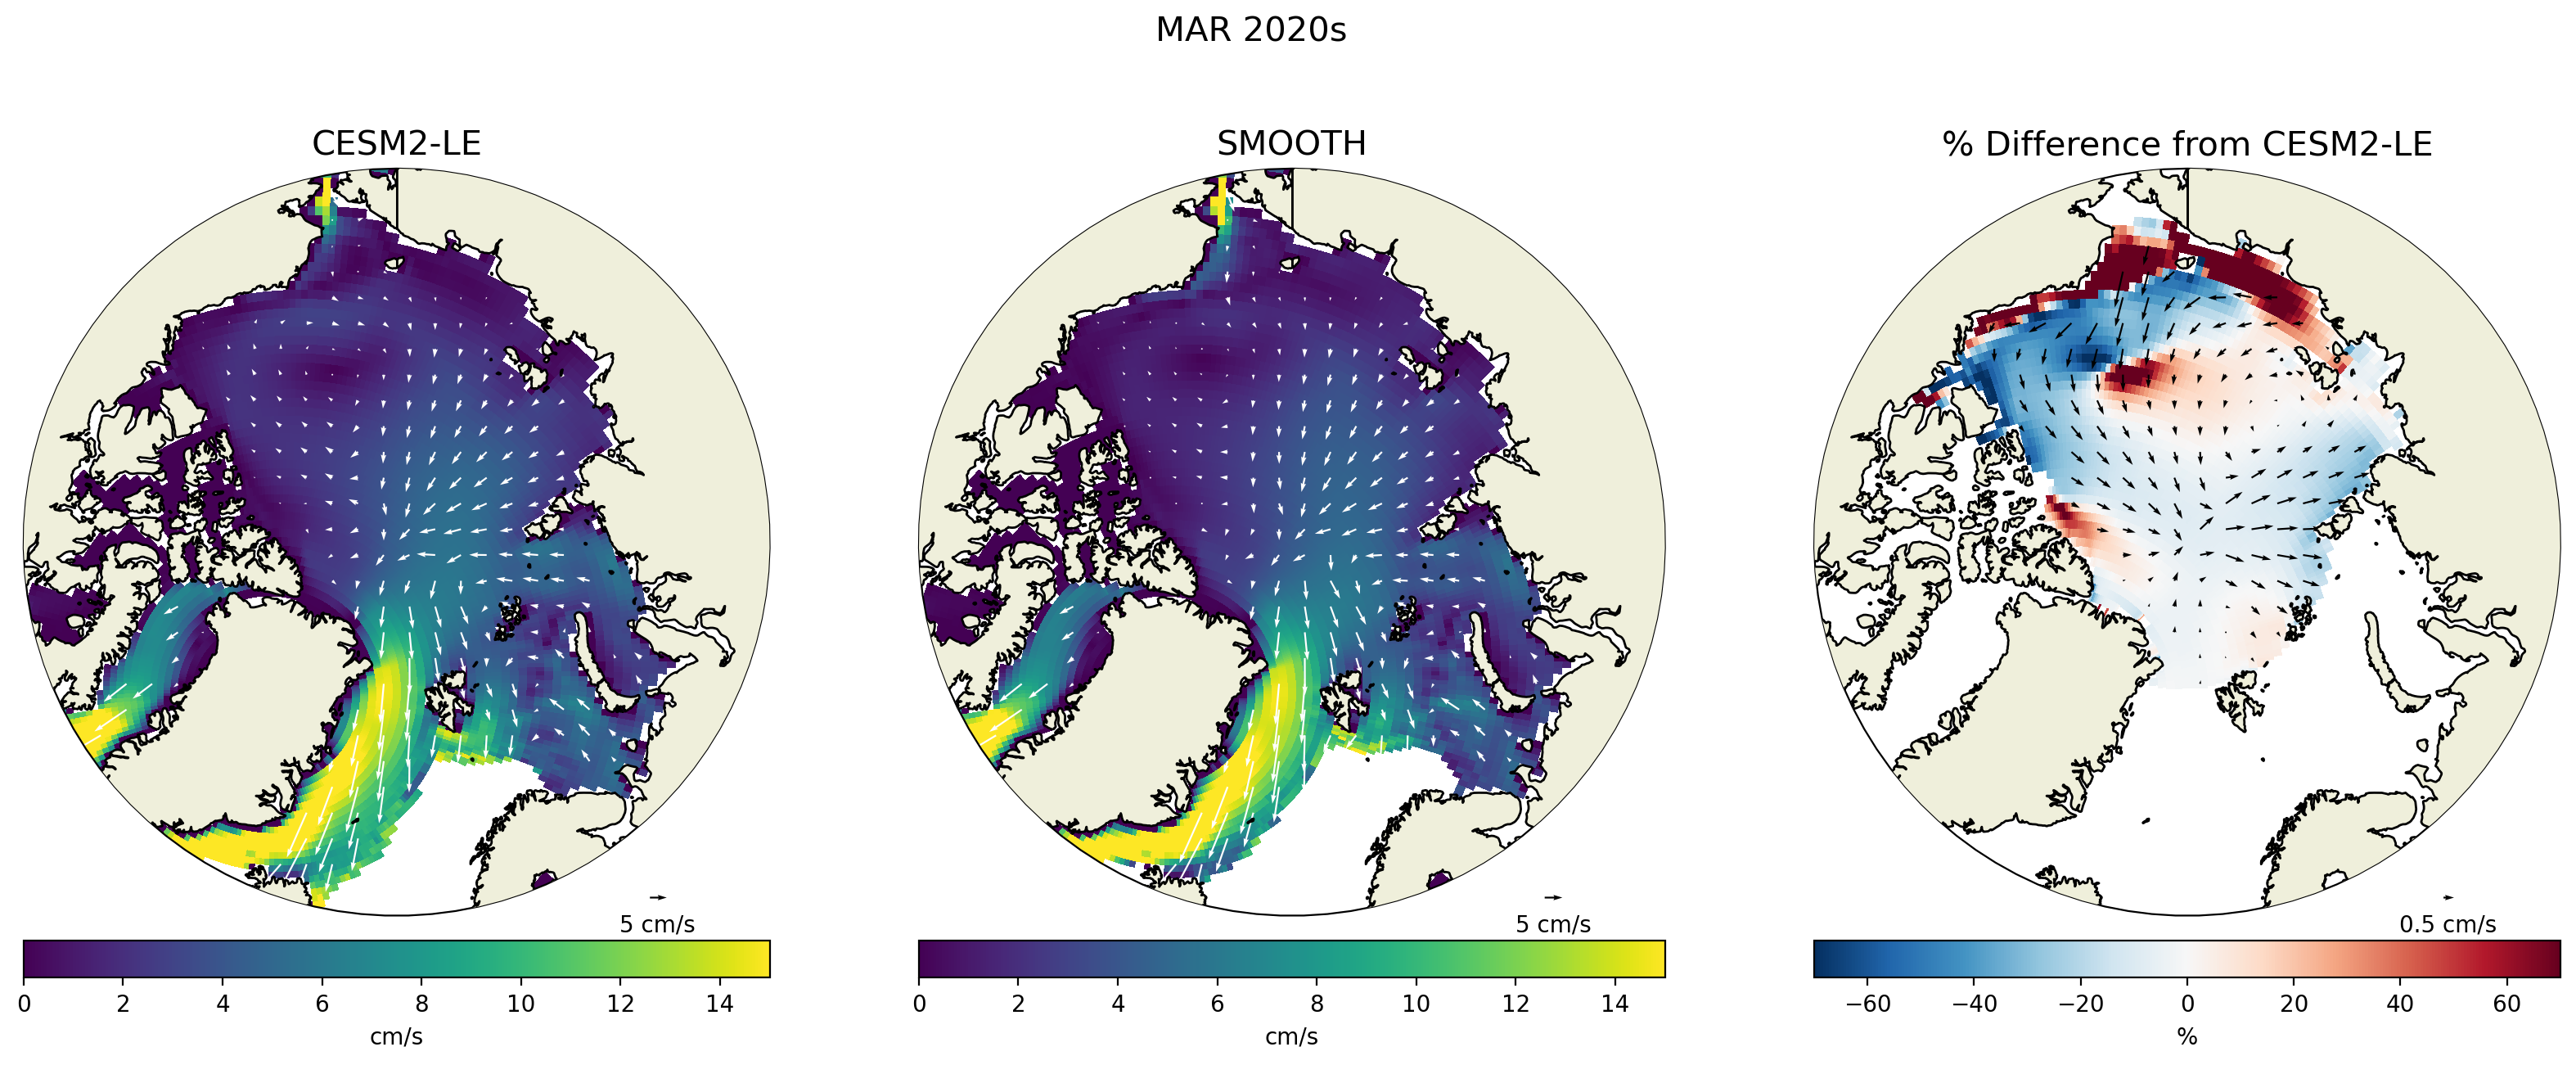 MAR 2020s
CESM2-LE
SMOOTH
% Difference from CESM2-LE
5 cm/s
5 cm/s
0.5 cm/s
0 2 4 6 8 10 12 14
0 2 4 6 8 10 12 14
−60 −40 −20 0 20 40 60
cm/s
cm/s
%